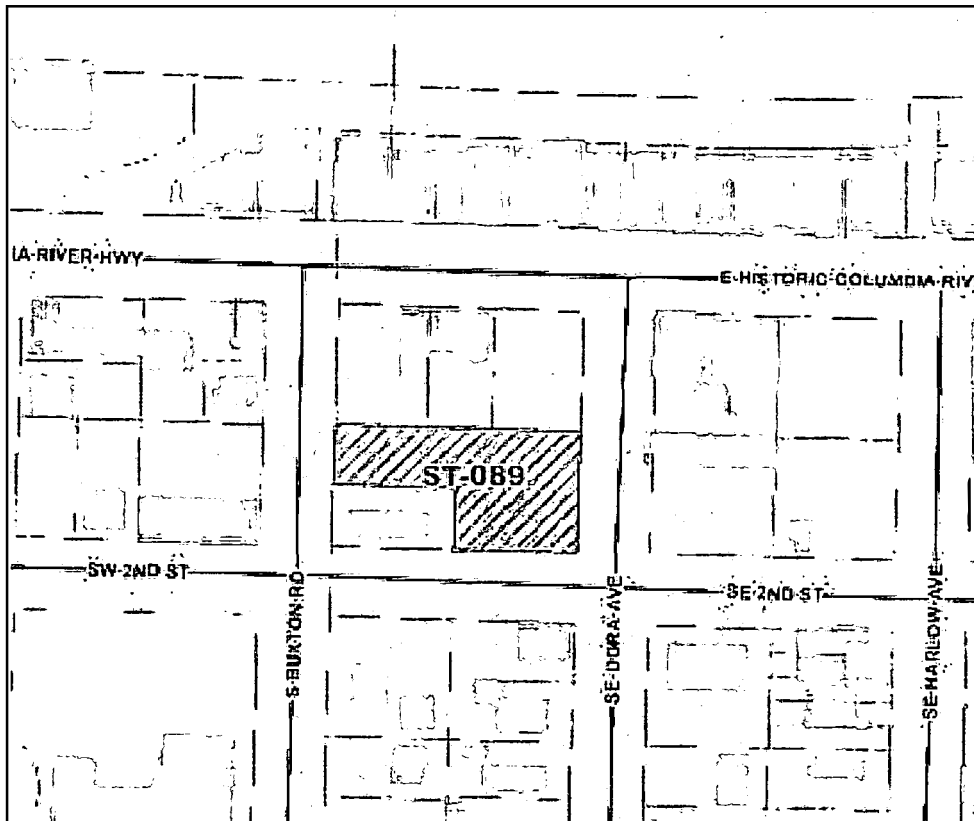 IA-RIVER-HWY
E-HISTORIC-COLUMBIA-RIV
ST-089
SW-2ND ST
SE-2ND ST
S-BUXTON-RD
SE-DORA-AVE
SE-HARLOW-AVE